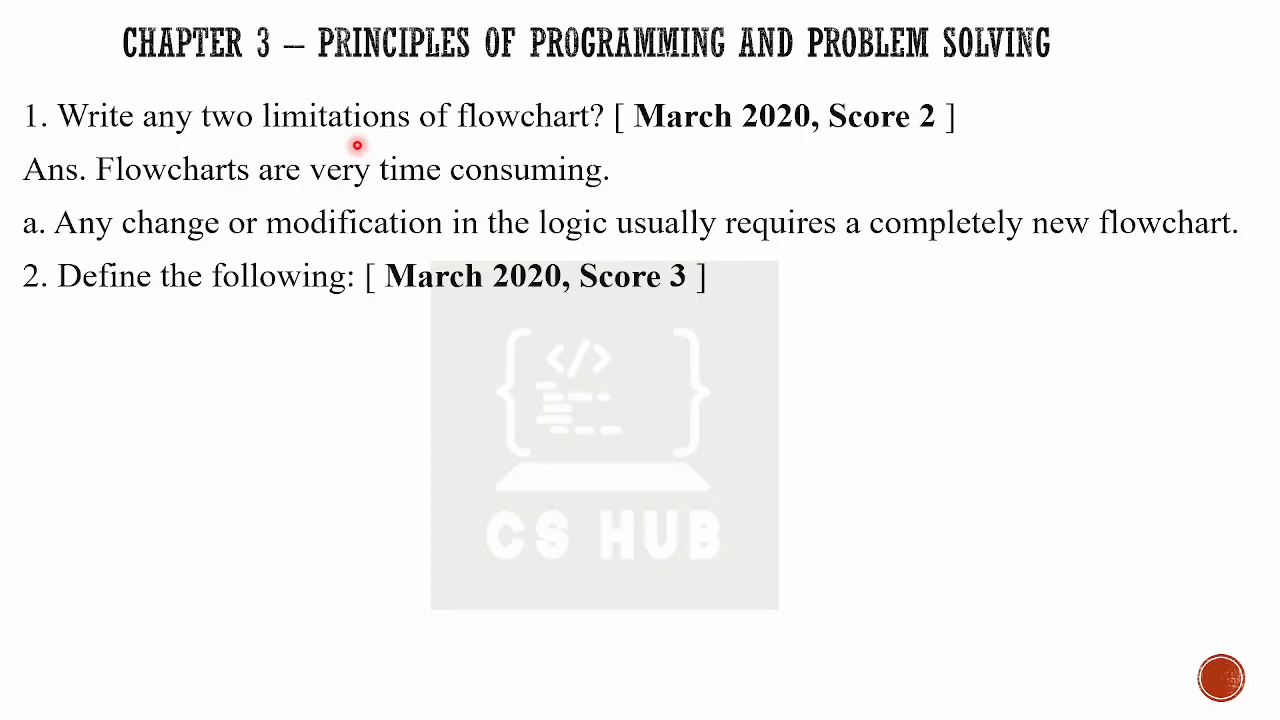 CHAPTER 3 – PRINCIPLES OF PROGRAMMING AND PROBLEM SOLVING
1. Write any two limitations of flowchart? [ March 2020, Score 2 ]
Ans. Flowcharts are very time consuming.
a. Any change or modification in the logic usually requires a completely new flowchart.
2. Define the following: [ March 2020, Score 3 ]
</>
CS HUB